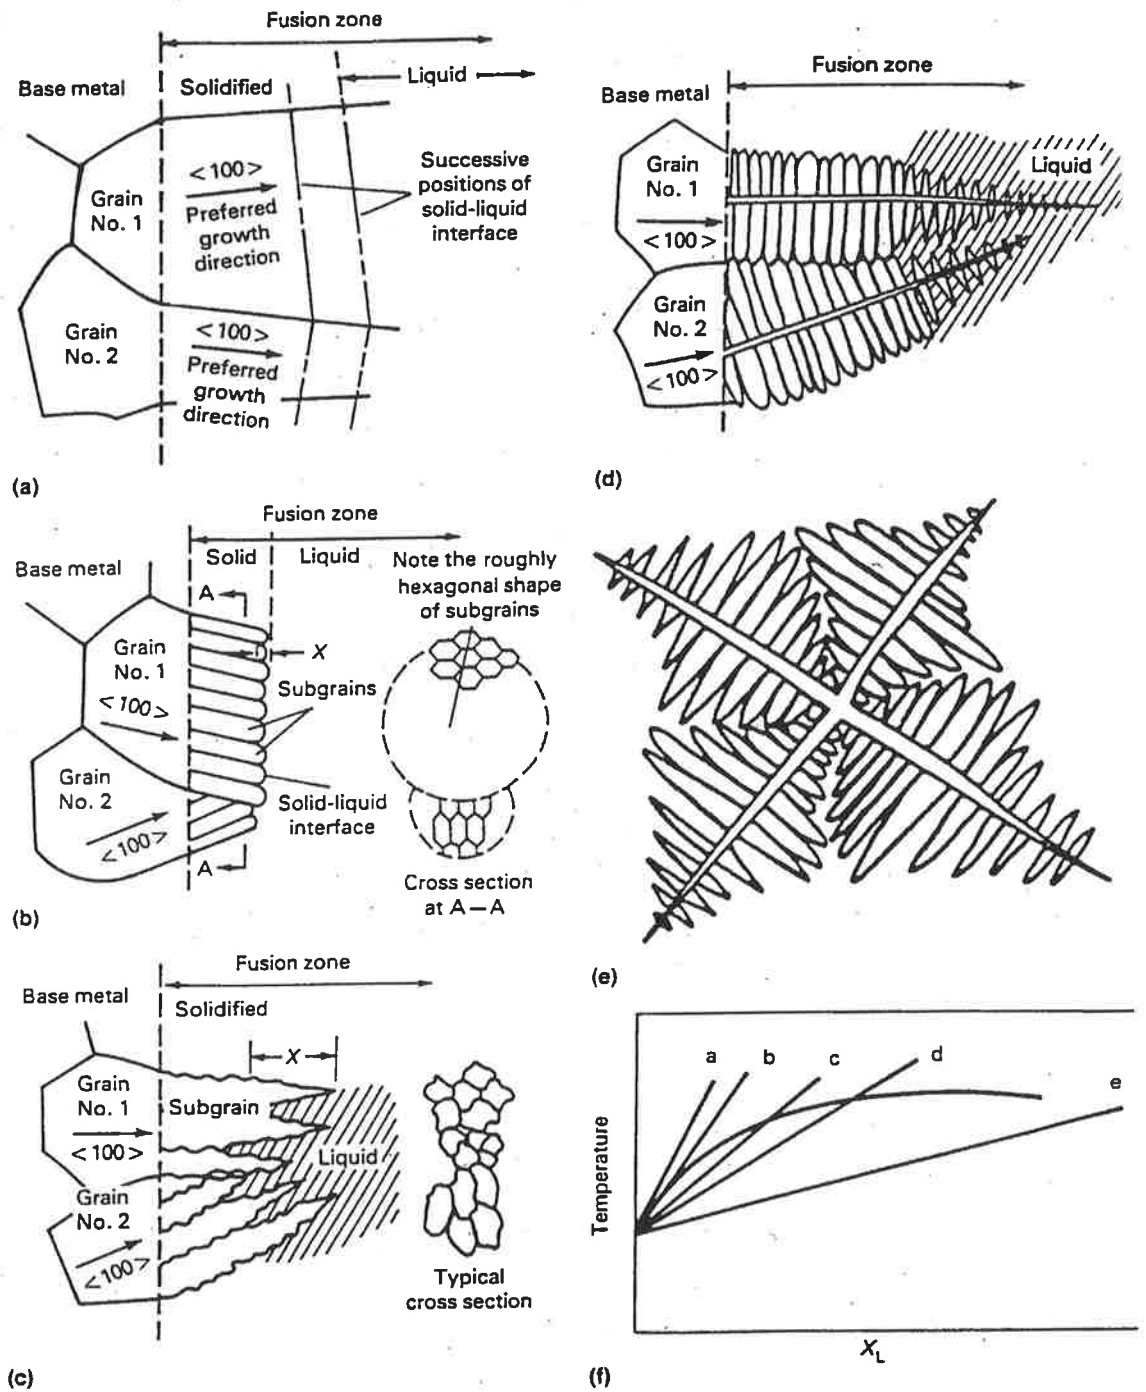 Fusion zone
Liquid
Base metal
Solidified
<100>
Preferred
growth
direction
Grain
No. 1
Successive
positions of
solid-liquid
interface
Grain
No. 2
<100>
Preferred
growth
direction
(a)
Fusion zone
Base metal
Solid
Liquid
Note the roughly
hexagonal shape
of subgrains
A
X
Grain
No. 1
<100>
Subgrains
Grain
No. 2
<100>
Solid-liquid
interface
A
Cross section
at A–A
(b)
Fusion zone
Base metal
Solidified
X
Grain
No. 1
<100>
Subgrain
Liquid
Grain
No. 2
<100>
Typical
cross section
(c)
Fusion zone
Base metal
Grain
No. 1
<100>
Liquid
Grain
No. 2
<100>
(d)
(e)
a
b
c
d
e
Temperature
XL
(f)